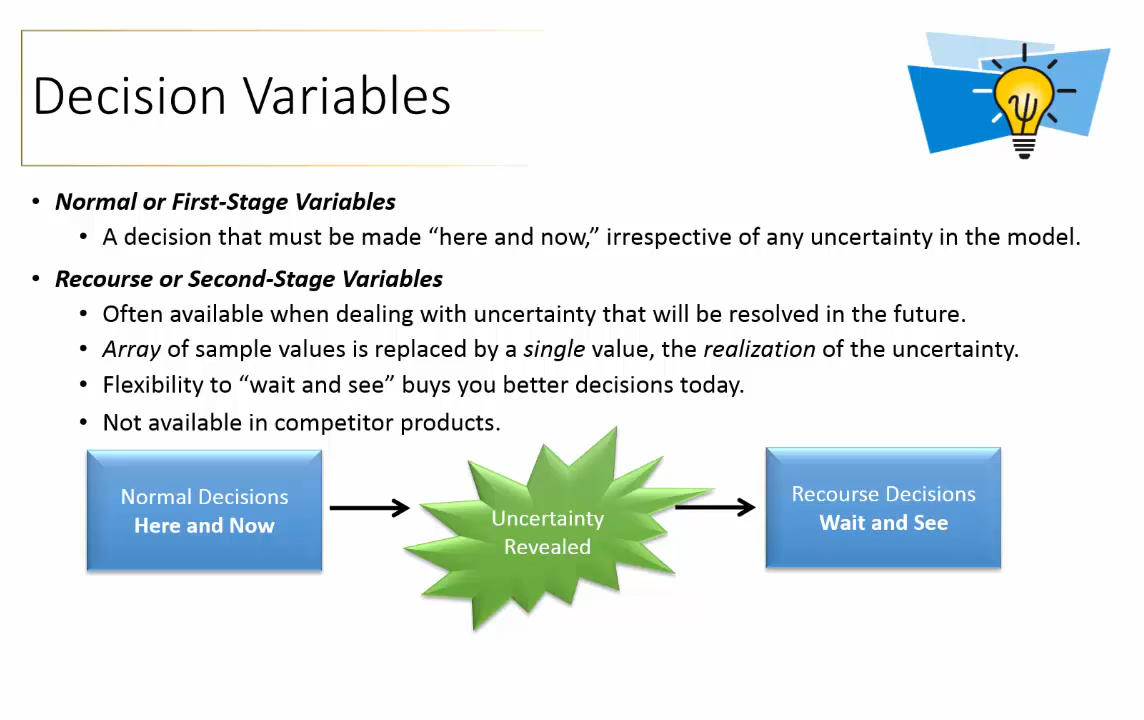 Decision Variables
ψ
• Normal or First-Stage Variables
• A decision that must be made “here and now,” irrespective of any uncertainty in the model.
• Recourse or Second-Stage Variables
• Often available when dealing with uncertainty that will be resolved in the future.
• Array of sample values is replaced by a single value, the realization of the uncertainty.
• Flexibility to “wait and see” buys you better decisions today.
• Not available in competitor products.
Normal Decisions
Here and Now
Uncertainty
Revealed
Recourse Decisions
Wait and See